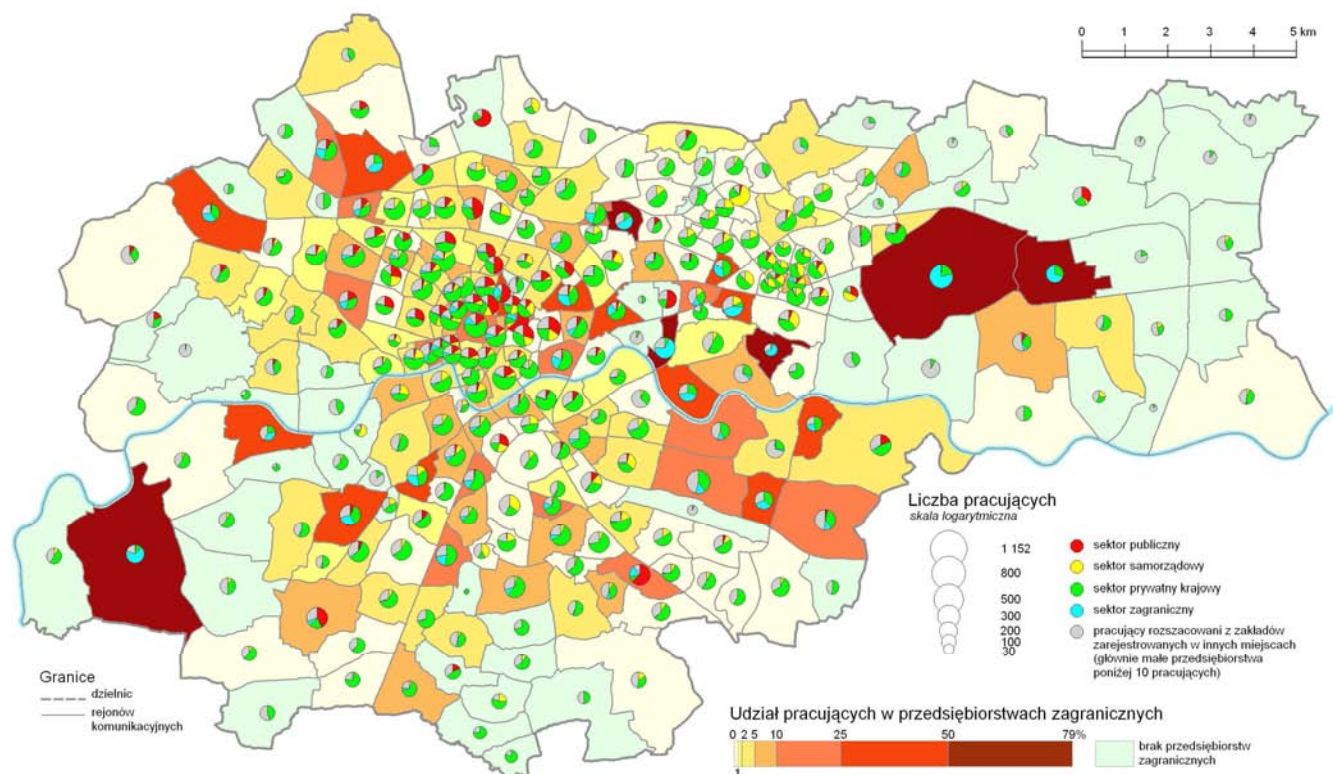 0 1 2 3 4 5 km
Liczba pracujących
skala logarytmiczna
1 152
800
500
300
200
100
30
sektor publiczny
sektor samorządowy
sektor prywatny krajowy
sektor zagraniczny
pracujący rozszacowani z zakładów
zarejestrowanych w innych miejscach
(głównie małe przedsiębiorstwa
poniżej 10 pracujących)
Granice
dzielnic
rejonów
komunikacyjnych
Udział pracujących w przedsiębiorstwach zagranicznych
0 2 5 10 25 50 79%
1
brak przedsiębiorstw
zagranicznych